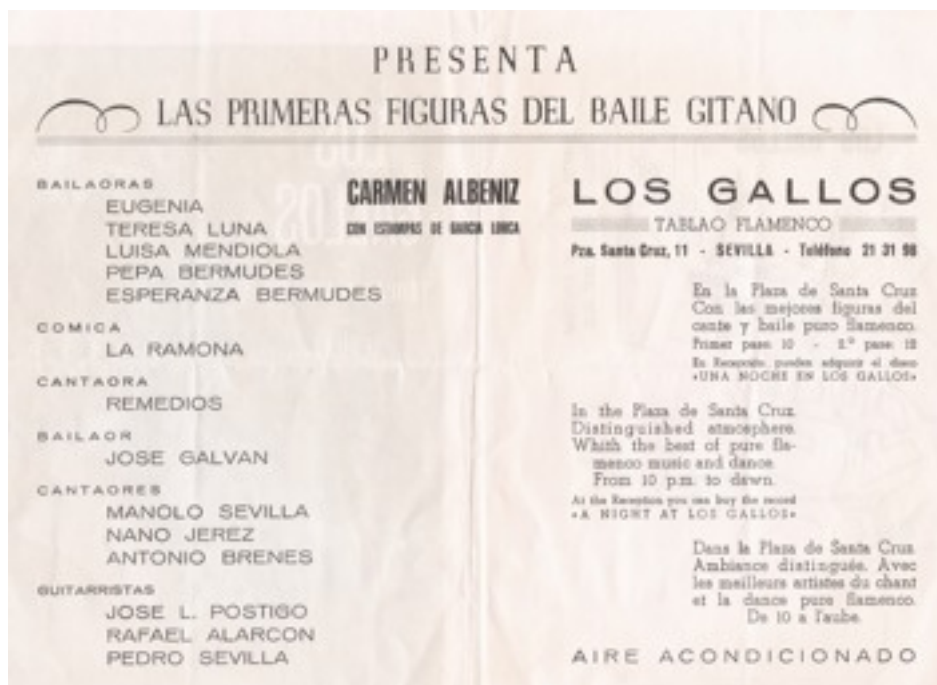 PRESENTA
LAS PRIMERAS FIGURAS DEL BAILE GITANO
BAILAORAS
EUGENIA
TERESA LUNA
LUISA MENDIOLA
PEPA BERMUDES
ESPERANZA BERMUDES
COMICA
LA RAMONA
CANTAORA
REMEDIOS
BAILAOR
JOSE GALVAN
CANTAORES
MANOLO SEVILLA
NANO JEREZ
ANTONIO BRENES
GUITARRISTAS
JOSE L. POSTIGO
RAFAEL ALARCON
PEDRO SEVILLA
CARMEN ALBENIZ
CON ESTAMPAS DE GARCIA LORCA
LOS GALLOS
TABLAO FLAMENCO
Pza. Santa Cruz, 11 - SEVILLA - Teléfono 21 31 98
En la Plaza de Santa Cruz
Con las mejores figuras del
cante y baile puro flamenco.
Primer pase: 10 - 2.º pase: 12
En Recepción pueden adquirir el disco
«UNA NOCHE EN LOS GALLOS»
In the Plaza de Santa Cruz.
Distinguished atmosphere.
Whith the best of pure fla-
menco music and dance.
From 10 p.m. to dawn.
At the Reception you can buy the record
«A NIGHT AT LOS GALLOS»
Dans la Plaza de Santa Cruz.
Ambiance distinguée. Avec
les meilleurs artistes du chant
et la dance pure flamenco.
De 10 a l'aube.
AIRE ACONDICIONADO